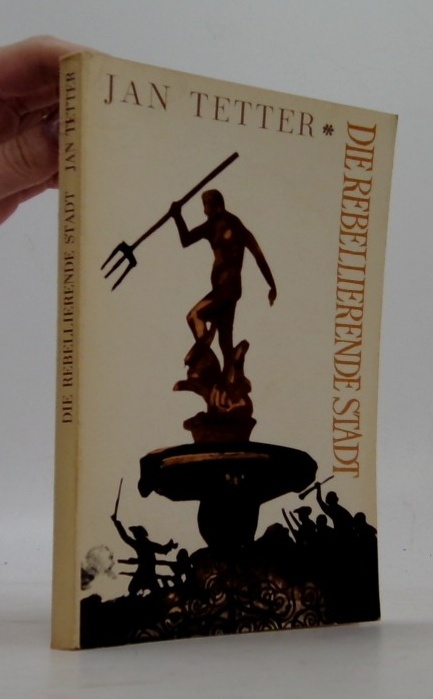 JAN TETTER *
DIE REBELLIERENDE STADT
DIE REBELLIERENDE STADT JAN TETTER